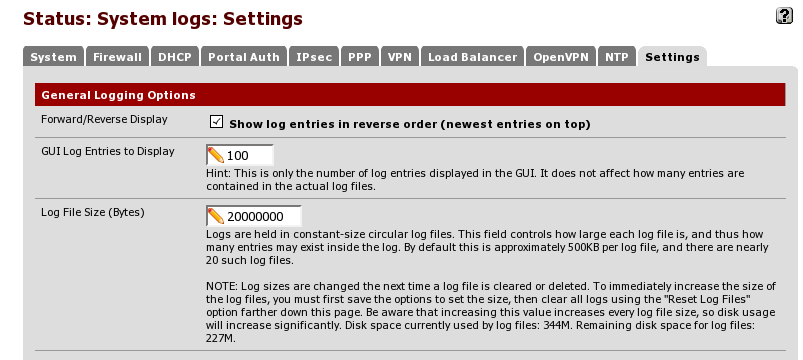 Status: System logs: Settings
?
System Firewall DHCP Portal Auth IPsec PPP VPN Load Balancer OpenVPN NTP Settings
General Logging Options
Forward/Reverse Display
Show log entries in reverse order (newest entries on top)
GUI Log Entries to Display
100
Hint: This is only the number of log entries displayed in the GUI. It does not affect how many entries are
contained in the actual log files.
Log File Size (Bytes)
20000000
Logs are held in constant-size circular log files. This field controls how large each log file is, and thus how
many entries may exist inside the log. By default this is approximately 500KB per log file, and there are nearly
20 such log files.
NOTE: Log sizes are changed the next time a log file is cleared or deleted. To immediately increase the size of
the log files, you must first save the options to set the size, then clear all logs using the "Reset Log Files"
option farther down this page. Be aware that increasing this value increases every log file size, so disk usage
will increase significantly. Disk space currently used by log files: 344M. Remaining disk space for log files:
227M.